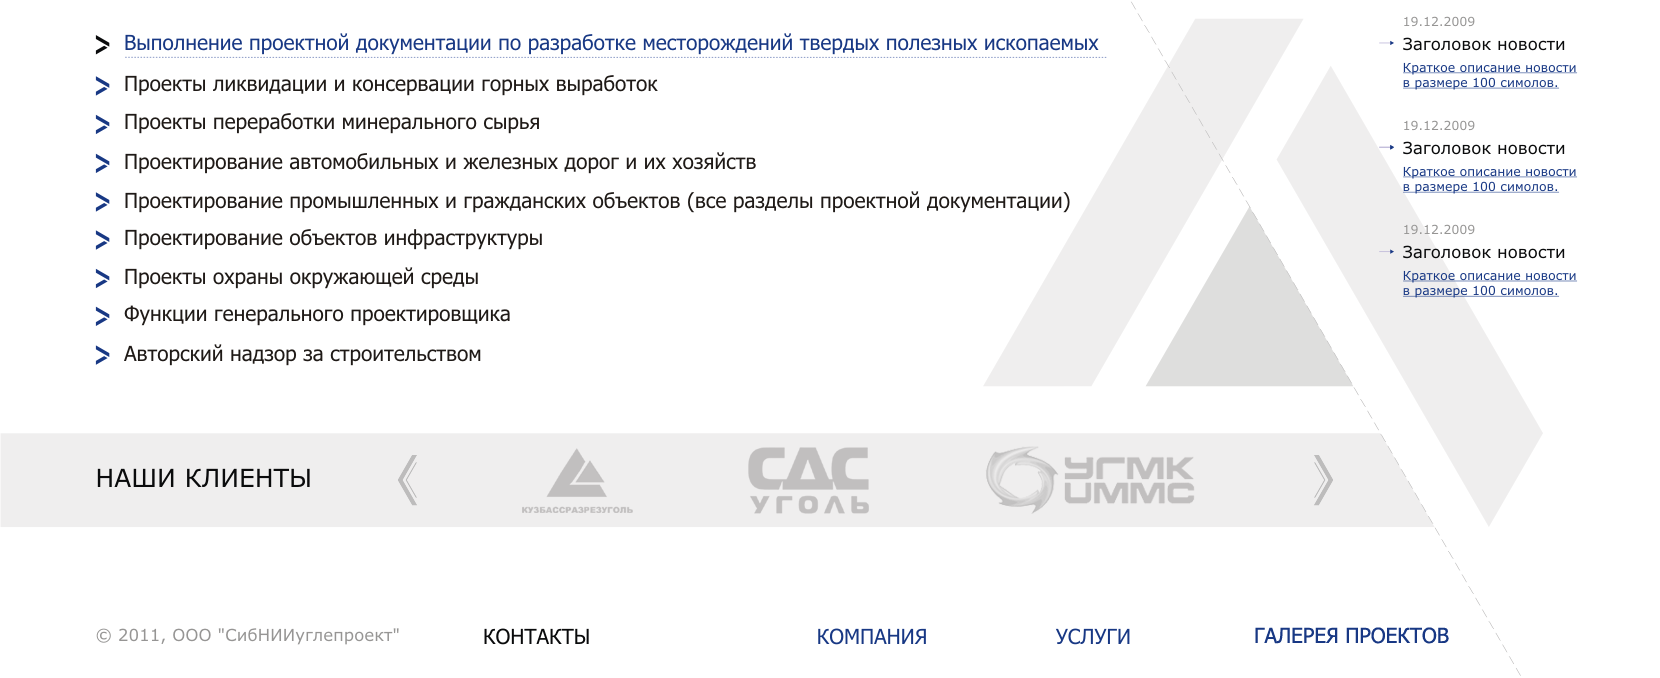 Выполнение проектной документации по разработке месторождений твердых полезных ископаемых
Проекты ликвидации и консервации горных выработок
Проекты переработки минерального сырья
Проектирование автомобильных и железных дорог и их хозяйств
Проектирование промышленных и гражданских объектов (все разделы проектной документации)
Проектирование объектов инфраструктуры
Проекты охраны окружающей среды
Функции генерального проектировщика
Авторский надзор за строительством
19.12.2009
Заголовок новости
Краткое описание новости
в размере 100 симолов.
19.12.2009
Заголовок новости
Краткое описание новости
в размере 100 симолов.
19.12.2009
Заголовок новости
Краткое описание новости
в размере 100 симолов.
НАШИ КЛИЕНТЫ
КУЗБАССРАЗРЕЗУГОЛЬ
СДС
УГОЛЬ
УГМК
UMMC
© 2011, ООО "СибНИИуглепроект"
КОНТАКТЫ
КОМПАНИЯ
УСЛУГИ
ГАЛЕРЕЯ ПРОЕКТОВ